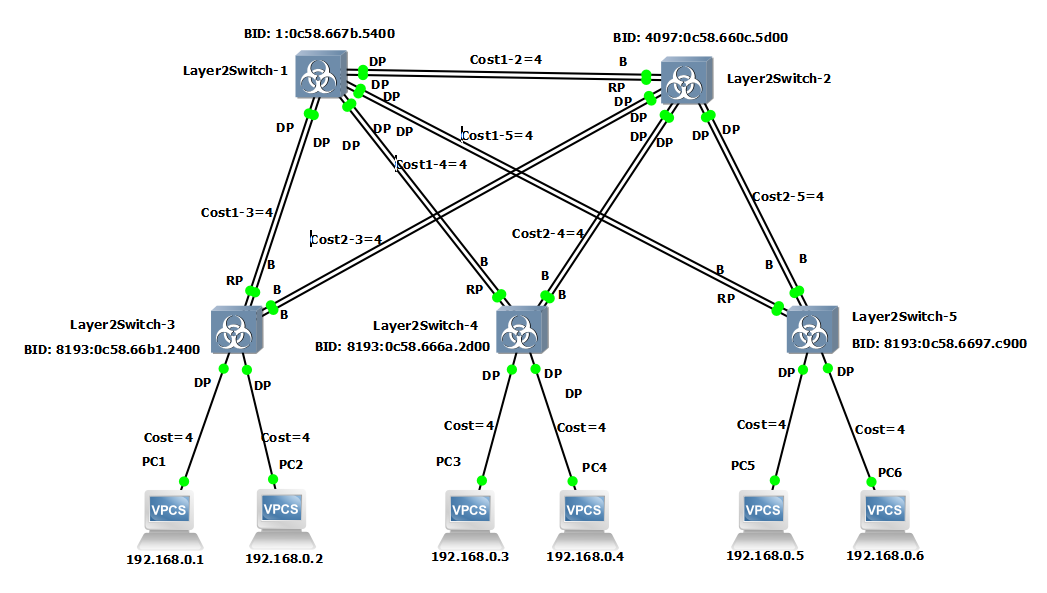 BID: 1:0c58.667b.5400
BID: 4097:0c58.660c.5d00
Layer2Switch-1
DP
Cost1-2=4
B
Layer2Switch-2
DP
RP
DP
DP
DP
DP
DP
DP
DP
DP
DP
DP
DP
DP
DP
Cost1-5=4
Cost1-4=4
Cost2-5=4
Cost1-3=4
Cost2-3=4
Cost2-4=4
B
B
B
B
B
B
RP
B
RP
B
RP
B
Layer2Switch-3
Layer2Switch-4
Layer2Switch-5
BID: 8193:0c58.66b1.2400
BID: 8193:0c58.666a.2d00
BID: 8193:0c58.6697.c900
DP
DP
DP
DP
DP
DP
DP
Cost=4
Cost=4
Cost=4
Cost=4
Cost=4
Cost=4
PC1
PC2
PC3
PC4
PC5
PC6
VPCS
VPCS
VPCS
VPCS
VPCS
VPCS
192.168.0.1
192.168.0.2
192.168.0.3
192.168.0.4
192.168.0.5
192.168.0.6